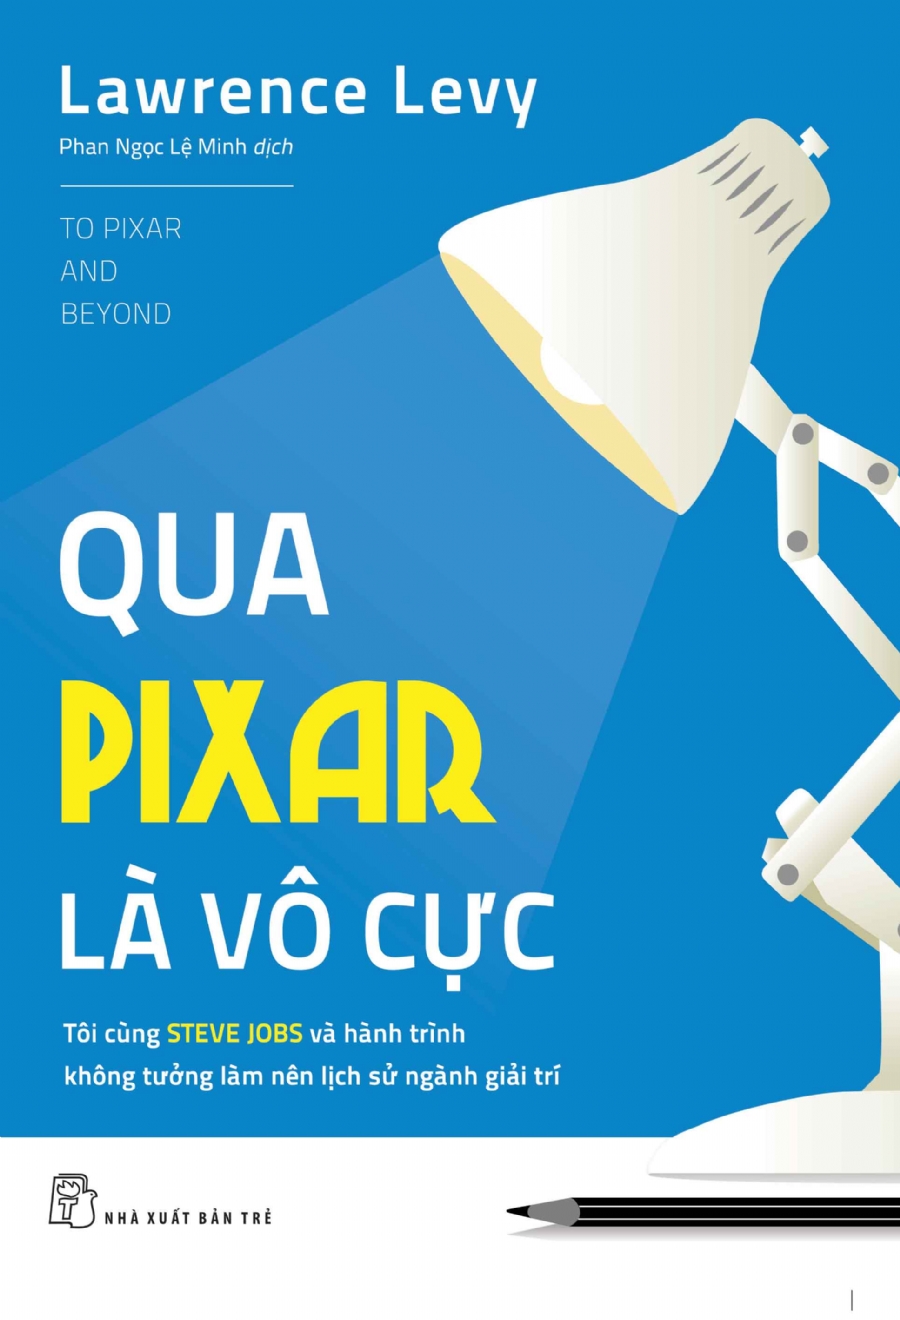 Lawrence Levy
Phan Ngọc Lệ Minh dịch
TO PIXAR
AND
BEYOND
QUA
PIXAR
LÀ VÔ CỰC
Tôi cùng STEVE JOBS và hành trình
không tưởng làm nên lịch sử ngành giải trí
T
NHÀ XUẤT BẢN TRẺ